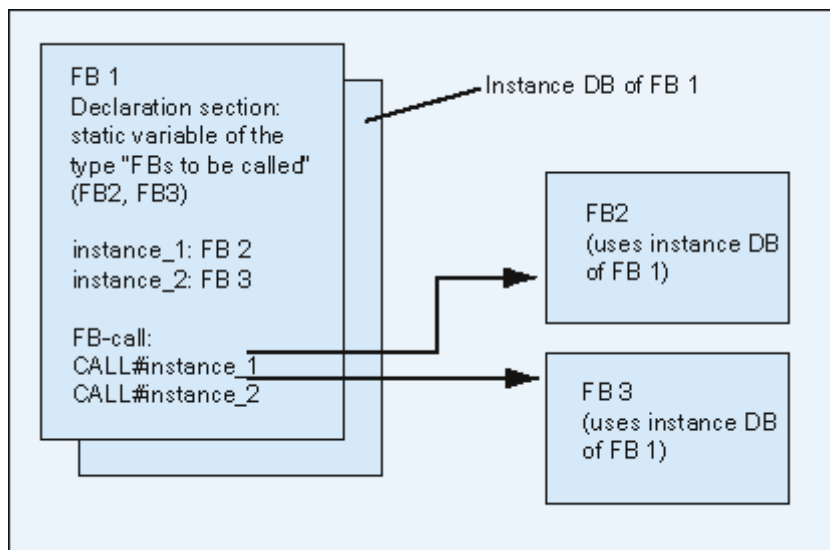 FB 1
Declaration section:
static variable of the
type "FBs to be called"
(FB2, FB3)
instance_1: FB 2
instance_2: FB 3
FB-call:
CALL#instance_1
CALL#instance_2
Instance DB of FB 1
FB2
(uses instance DB
of FB 1)
FB 3
(uses instance DB
of FB 1)